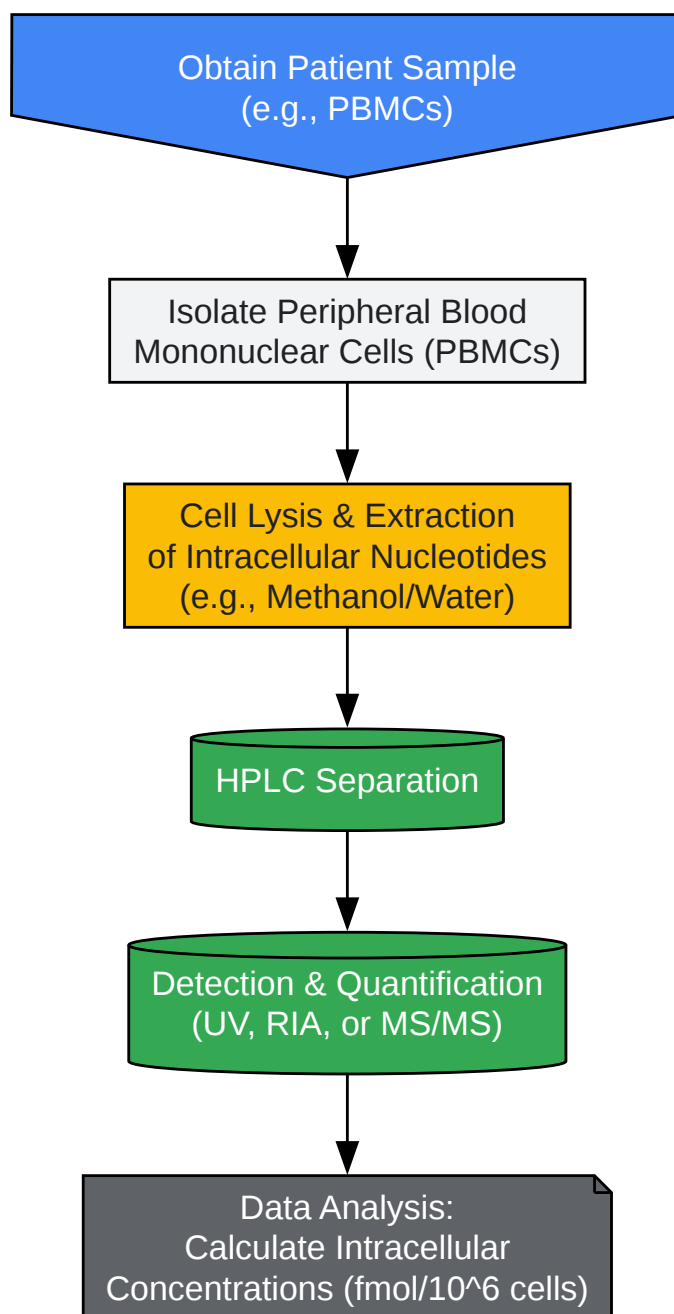 Obtain Patient Sample
(e.g., PBMCs)
Isolate Peripheral Blood
Mononuclear Cells (PBMCs)
Cell Lysis & Extraction
of Intracellular Nucleotides
(e.g., Methanol/Water)
HPLC Separation
Detection & Quantification
(UV, RIA, or MS/MS)
Data Analysis:
Calculate Intracellular
Concentrations (fmol/10^6 cells)